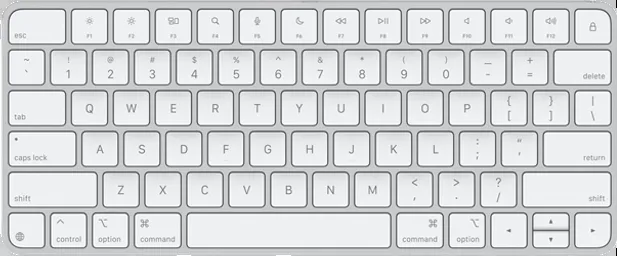 esc F1 F2 F3 F4 F5 F6 F7 F8 F9 F10 F11 F12
~ ! @ # $ % ^ & * ( ) — +
` 1 2 3 4 5 6 7 8 9 0 - = delete
tab Q W E R T Y U I O P { } |
[ ] \
caps lock A S D F G H J K L : “ return
; ‘
shift Z X C V B N M < > ? shift
, . /
^ ⌥ ⌘ ⌘ ⌥
control option command command option